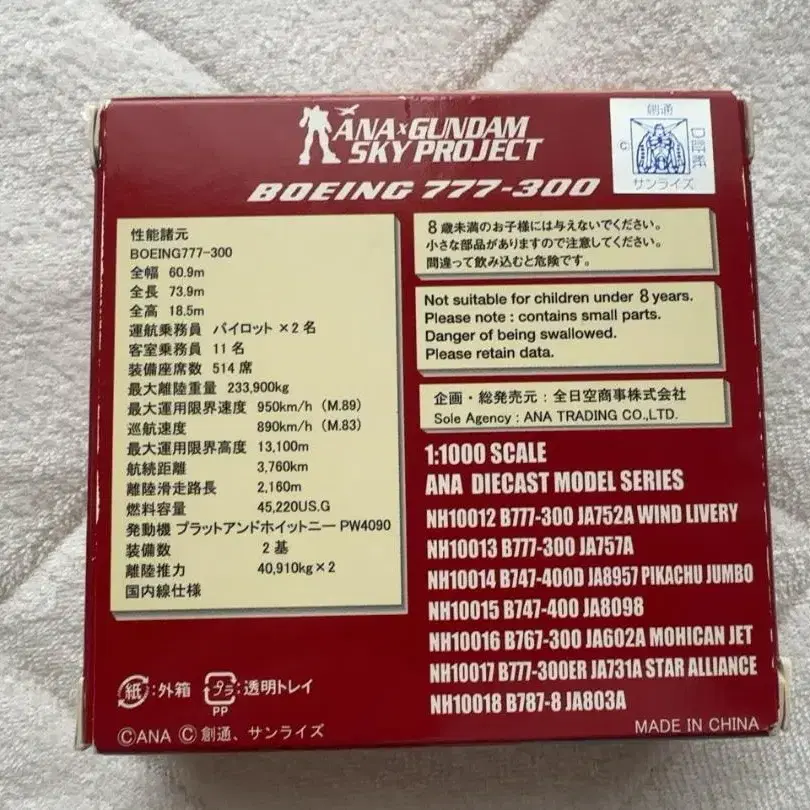 ANA×GUNDAM
SKY PROJECT
BOEING 777-300
創通
サンライズ
性能諸元
BOEING777-300
全幅 60.9m
全長 73.9m
全高 18.5m
運航乗務員 パイロット×2名
客室乗務員 11名
装備座席数 514席
最大離陸重量 233,900kg
最大運用限界速度 950km/h (M.89)
巡航速度 890km/h (M.83)
最大運用限界高度 13,100m
航続距離 3,760km
離陸滑走路長 2,160m
燃料容量 45,220US.G
発動機 プラットアンドホイットニー PW4090
装備数 2基
離陸推力 40,910kg×2
国内線仕様
8歳未満のお子様には与えないでください。
小さな部品がありますので注意してください。
間違って飲み込むと危険です。
Not suitable for children under 8 years.
Please note : contains small parts.
Danger of being swallowed.
Please retain data.
企画・総発売元：全日空商事株式会社
Sole Agency : ANA TRADING CO.,LTD.
1:1000 SCALE
ANA DIECAST MODEL SERIES
NH10012 B777-300 JA752A WIND LIVERY
NH10013 B777-300 JA757A
NH10014 B747-400D JA8957 PIKACHU JUMBO
NH10015 B747-400 JA8098
NH10016 B767-300 JA602A MOHICAN JET
NH10017 B777-300ER JA731A STAR ALLIANCE
NH10018 B787-8 JA803A
紙：外箱 プラ：透明トレイ
PP
©ANA ©創通、サンライズ
MADE IN CHINA